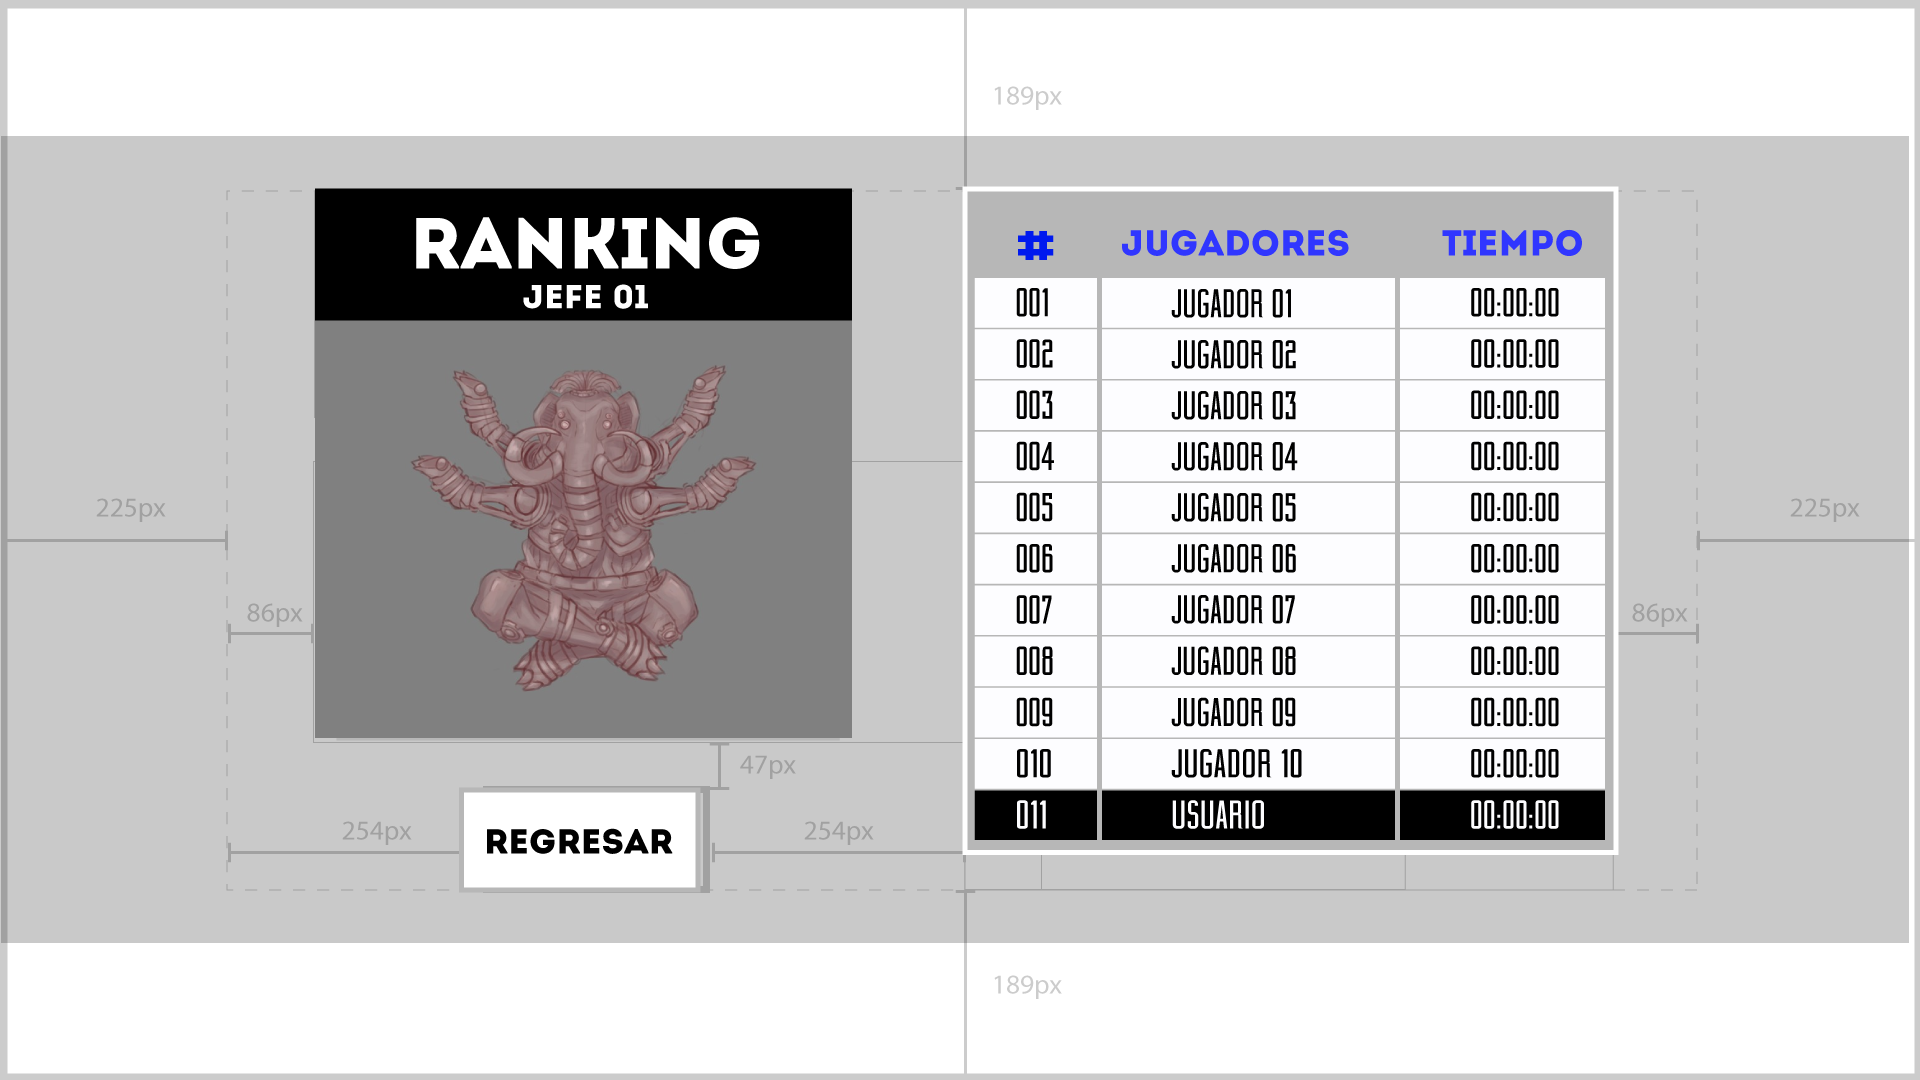 189px
RANKING
JEFE 01
# JUGADORES TIEMPO
001 JUGADOR 01 00:00:00
002 JUGADOR 02 00:00:00
003 JUGADOR 03 00:00:00
004 JUGADOR 04 00:00:00
005 JUGADOR 05 00:00:00
006 JUGADOR 06 00:00:00
007 JUGADOR 07 00:00:00
008 JUGADOR 08 00:00:00
009 JUGADOR 09 00:00:00
010 JUGADOR 10 00:00:00
011 USUARIO 00:00:00
225px
225px
86px
86px
47px
254px
254px
REGRESAR
189px